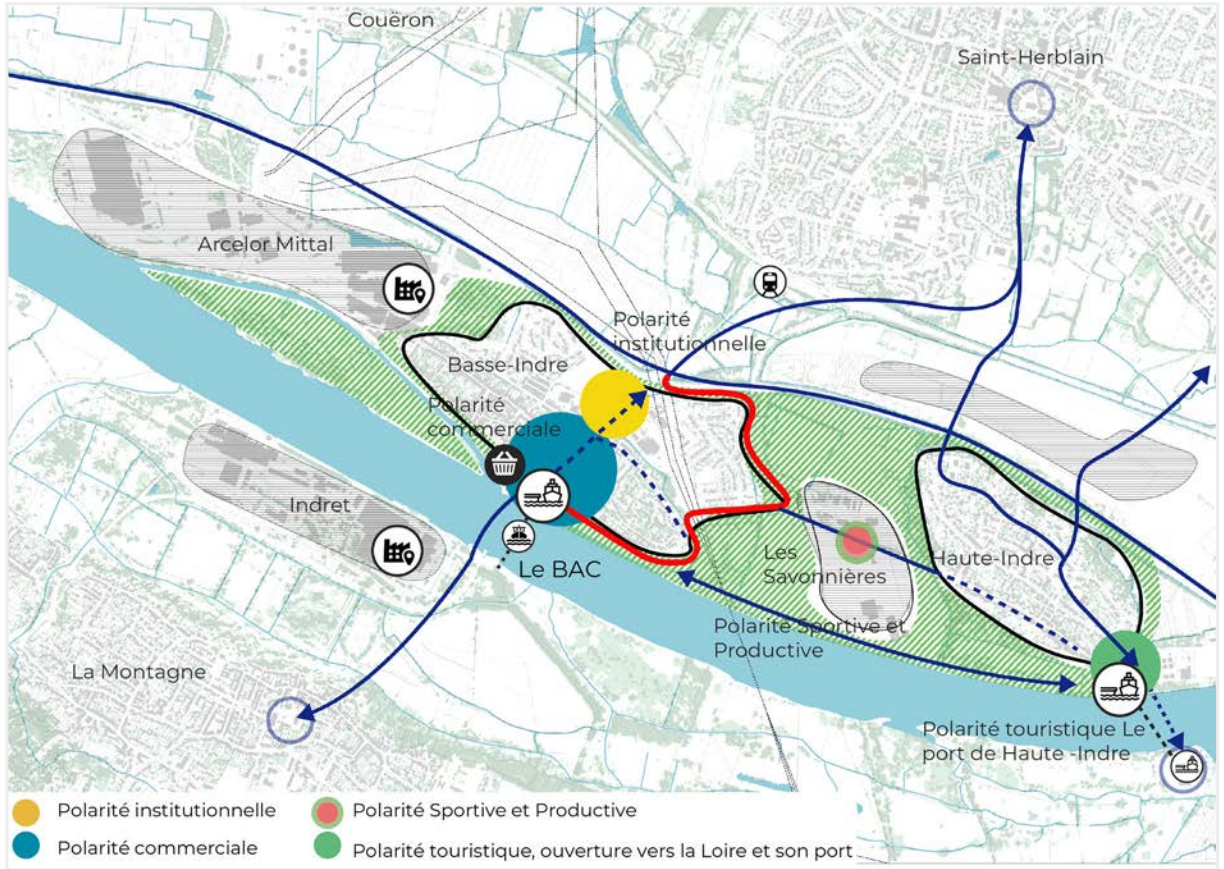 Couëron
Saint-Herblain
Arcelor Mittal
Polarité
institutionnelle
Basse-Indre
Polarité
commerciale
Indret
Le BAC
Les
Savonnières
Haute-Indre
Polarité Sportive et
Productive
La Montagne
Polarité touristique Le
port de Haute -Indre
Polarité institutionnelle
Polarité Sportive et Productive
Polarité commerciale
Polarité touristique, ouverture vers la Loire et son port